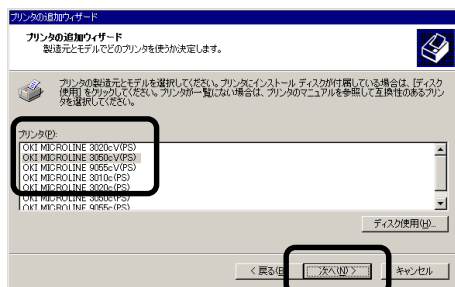 プリンタの追加ウィザード
プリンタの追加ウィザード
製造元とモデルでどのプリンタを使うか決定します。
プリンタの製造元とモデルを選択してください。プリンタにインストール ディスクが付属している場合は、[ディスク
使用] をクリックしてください。プリンタが一覧にない場合は、プリンタのマニュアルを参照して互換性のあるプリン
タを選択してください。
プリンタ(P):
OKI MICROLINE 3020cV(PS)
OKI MICROLINE 3050cV(PS)
OKI MICROLINE 9055cV(PS)
OKI MICROLINE 3010c(PS)
OKI MICROLINE 3020c(PS)
OKI MICROLINE 3050c(PS)
OKI MICROLINE 9055c(PS)
ディスク使用(H)...
< 戻る(B
次へ(N) >
キャンセル